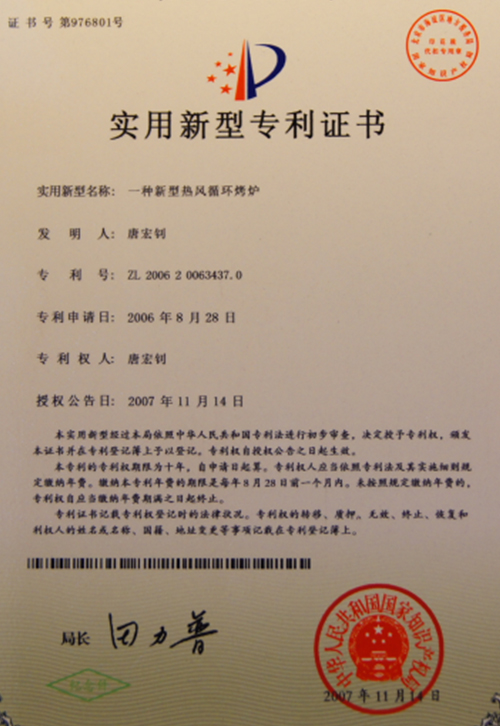 证书号第976801号
实用新型专利证书
实用新型名称：一种新型热风循环烤炉
发明人：唐宏钊
专利号：ZL 2006 2 0063437.0
专利申请日：2006年8月28日
专利权人：唐宏钊
授权公告日：2007年11月14日
本实用新型经过本局依照中华人民共和国专利法进行初步审查，决定授予专利权，颁发
本证书并在专利登记簿上予以登记。专利权自授权公告之日起生效。
本专利的专利权期限为十年，自申请日起算。专利权人应当依照专利法及其实施细则规
定缴纳年费。缴纳本专利年费的期限是每年8月28日前一个月内。未按照规定缴纳年费的，
专利权自应当缴纳年费期满之日起终止。
专利证书记载专利权登记时的法律状况。专利权的转移、质押、无效、终止、恢复和
利权人的姓名或名称、国籍、地址变更等事项记载在专利登记簿上。
局长 田力普
中华人民共和国国家知识产权局
2007年11月14日